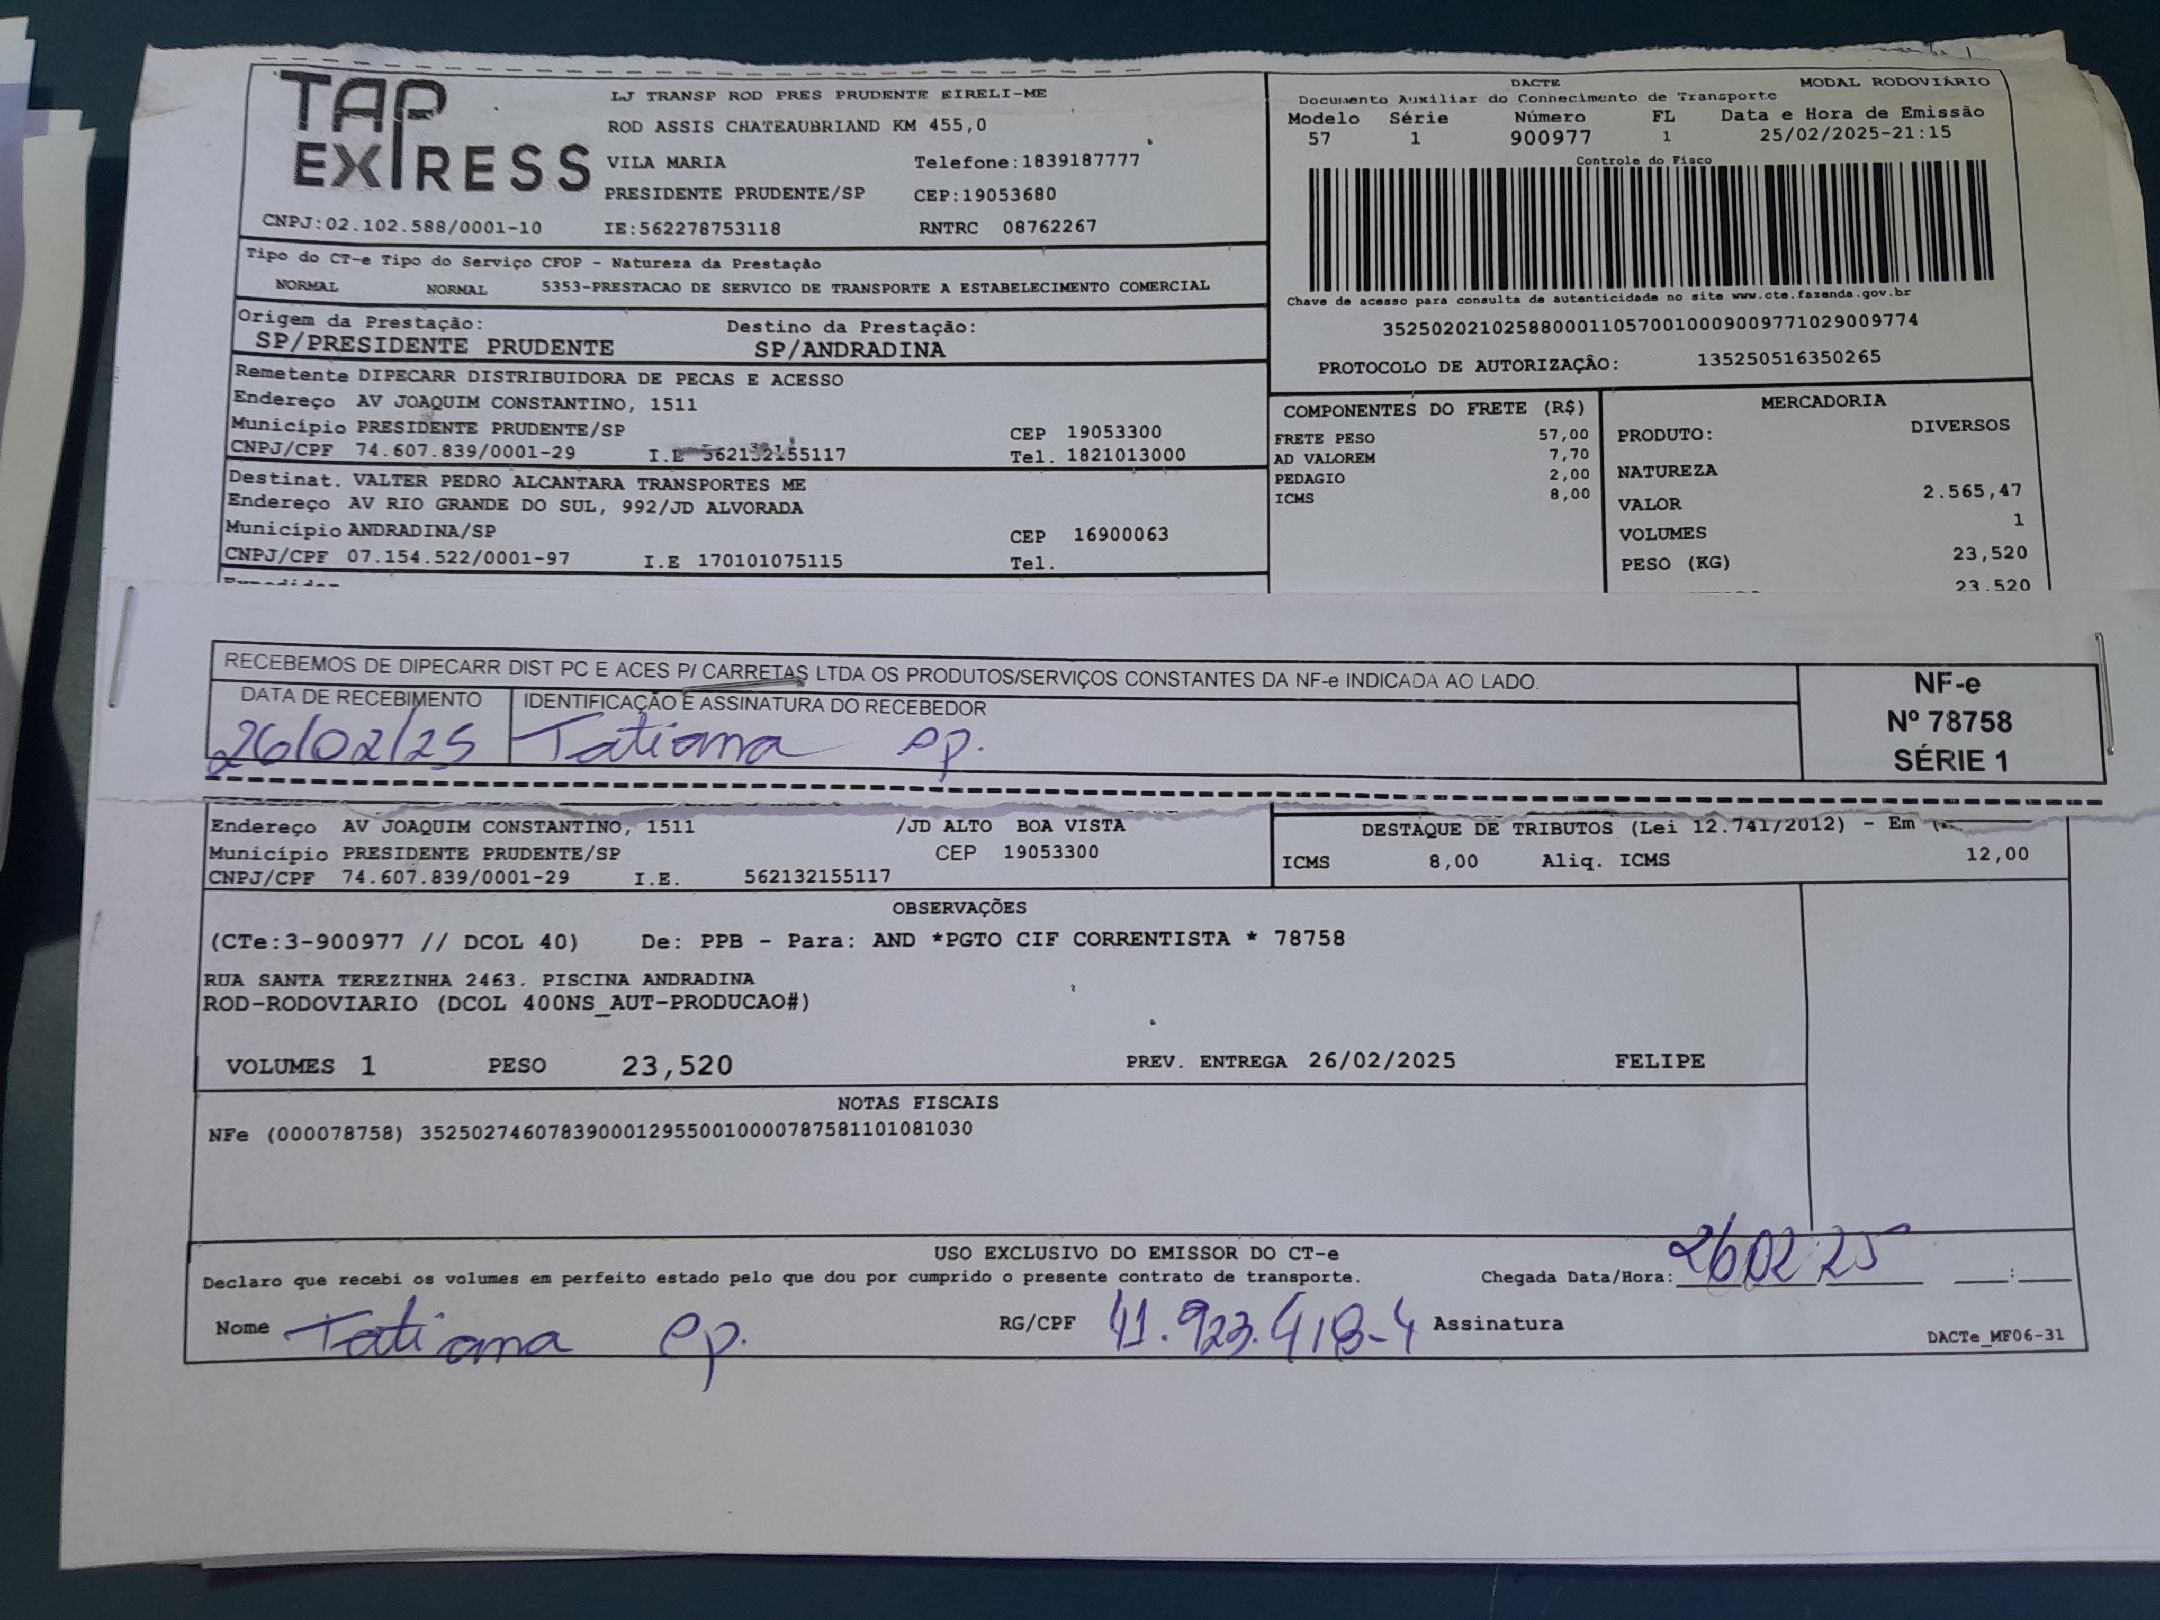 TAP EXPRESS
LJ TRANSP ROD PRES PRUDENTE EIRELI-ME
ROD ASSIS CHATEAUBRIAND KM 455,0
VILA MARIA Telefone:1839187777
PRESIDENTE PRUDENTE/SP CEP:19053680
CNPJ:02.102.588/0001-10 IE:562278753118 RNTRC 08762267
DACTE MODAL RODOVIÁRIO
Documento Auxiliar do Conhecimento de Transporte
Modelo Série Número FL Data e Hora de Emissão
57 1 900977 1 25/02/2025-21:15
Controle do Fisco
Chave de acesso para consulta de autenticidade no site www.cte.fazenda.gov.br
35250202102588000110570010009009771029009774
PROTOCOLO DE AUTORIZAÇÃO: 135250516350265
Tipo do CT-e Tipo do Serviço CFOP - Natureza da Prestação
NORMAL NORMAL 5353-PRESTACAO DE SERVICO DE TRANSPORTE A ESTABELECIMENTO COMERCIAL
Origem da Prestação: Destino da Prestação:
SP/PRESIDENTE PRUDENTE SP/ANDRADINA
Remetente DIPECARR DISTRIBUIDORA DE PECAS E ACESSO
Endereço AV JOAQUIM CONSTANTINO, 1511
Município PRESIDENTE PRUDENTE/SP CEP 19053300
CNPJ/CPF 74.607.839/0001-29 I.E 562132155117 Tel. 1821013000
Destinat. VALTER PEDRO ALCANTARA TRANSPORTES ME
Endereço AV RIO GRANDE DO SUL, 992/JD ALVORADA
Município ANDRADINA/SP CEP 16900063
CNPJ/CPF 07.154.522/0001-97 I.E 170101075115 Tel.
COMPONENTES DO FRETE (R$)
FRETE PESO 57,00
AD VALOREM 7,70
PEDAGIO 2,00
ICMS 8,00
MERCADORIA
PRODUTO: DIVERSOS
NATUREZA
VALOR 2.565,47
VOLUMES 1
PESO (KG) 23,520
23.520
RECEBEMOS DE DIPECARR DIST PC E ACES P/ CARRETAS LTDA OS PRODUTOS/SERVIÇOS CONSTANTES DA NF-e INDICADA AO LADO.
DATA DE RECEBIMENTO IDENTIFICAÇÃO E ASSINATURA DO RECEBEDOR
26/02/25 Tatiana ep.
NF-e
Nº 78758
SÉRIE 1
Endereço AV JOAQUIM CONSTANTINO, 1511 /JD ALTO BOA VISTA
Município PRESIDENTE PRUDENTE/SP CEP 19053300
CNPJ/CPF 74.607.839/0001-29 I.E. 562132155117
DESTAQUE DE TRIBUTOS (Lei 12.741/2012) - Em
ICMS 8,00 Aliq. ICMS 12,00
OBSERVAÇÕES
(CTe:3-900977 // DCOL 40) De: PPB - Para: AND *PGTO CIF CORRENTISTA * 78758
RUA SANTA TEREZINHA 2463. PISCINA ANDRADINA
ROD-RODOVIARIO (DCOL 400NS_AUT-PRODUCAO#)
VOLUMES 1 PESO 23,520 PREV. ENTREGA 26/02/2025 FELIPE
NOTAS FISCAIS
NFe (000078758) 35250274607839000129550010000787581101081030
USO EXCLUSIVO DO EMISSOR DO CT-e
Declaro que recebi os volumes em perfeito estado pelo que dou por cumprido o presente contrato de transporte. Chegada Data/Hora: 26 02 25 :
Nome Tatiana ep. RG/CPF 41.923.418-4 Assinatura
DACTe_MF06-31